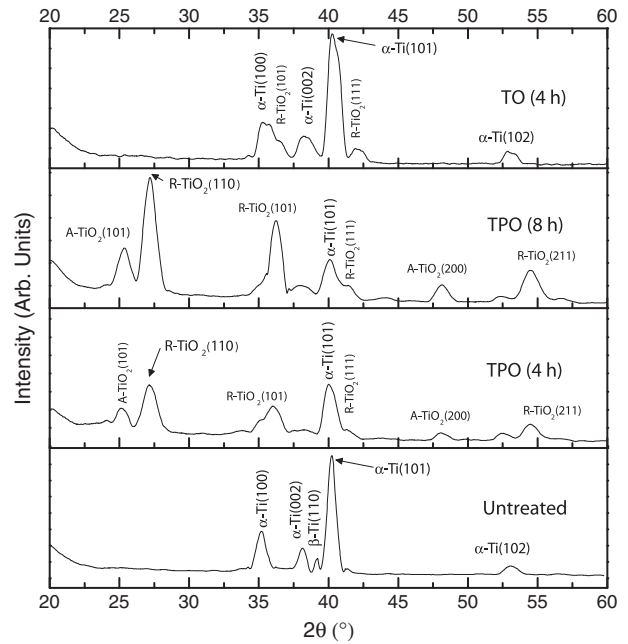 20 25 30 35 40 45 50 55 60
α-Ti(100)
R-TiO₂(101)
α-Ti(002)
α-Ti(101)
R-TiO₂(111)
α-Ti(102)
TO (4 h)
A-TiO₂(101)
R-TiO₂(110)
R-TiO₂(101)
α-Ti(101)
R-TiO₂(111)
A-TiO₂(200)
R-TiO₂(211)
TPO (8 h)
A-TiO₂(101)
R-TiO₂(110)
R-TiO₂(101)
α-Ti(101)
R-TiO₂(111)
A-TiO₂(200)
R-TiO₂(211)
TPO (4 h)
α-Ti(100)
α-Ti(002)
β-Ti(110)
α-Ti(101)
α-Ti(102)
Untreated
Intensity (Arb. Units)
20 25 30 35 40 45 50 55 60
2θ (°)